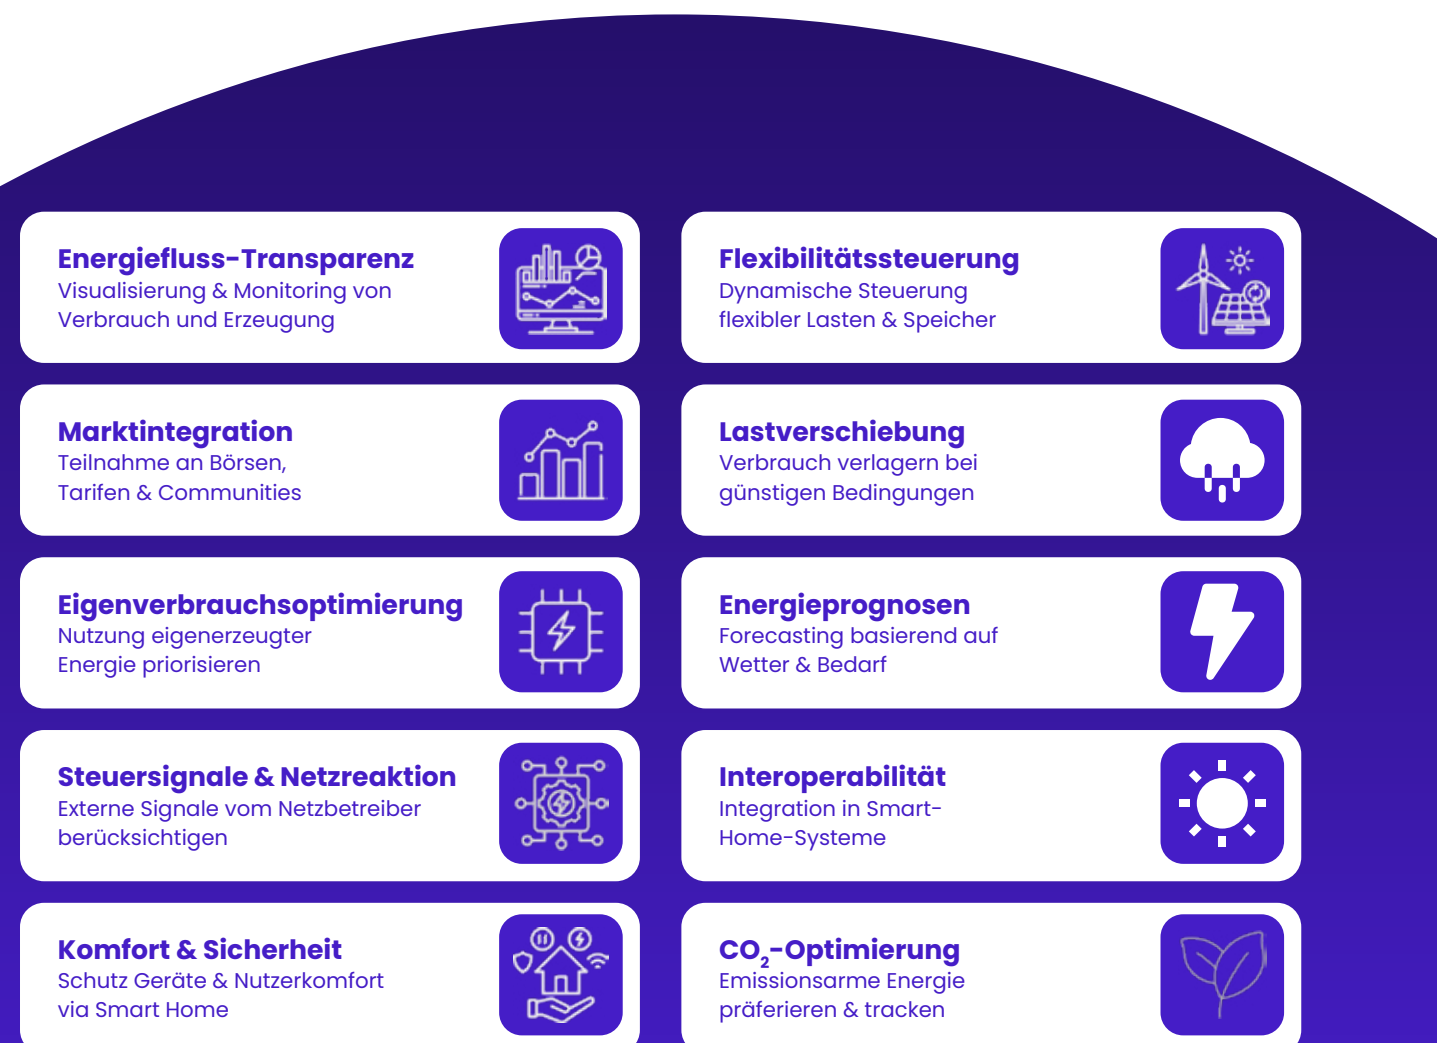 Energiefluss-Transparenz
Visualisierung & Monitoring von
Verbrauch und Erzeugung
Flexibilitätssteuerung
Dynamische Steuerung
flexibler Lasten & Speicher
Marktintegration
Teilnahme an Börsen,
Tarifen & Communities
Lastverschiebung
Verbrauch verlagern bei
günstigen Bedingungen
Eigenverbrauchsoptimierung
Nutzung eigenerzeugter
Energie priorisieren
Energieprognosen
Forecasting basierend auf
Wetter & Bedarf
Steuersignale & Netzreaktion
Externe Signale vom Netzbetreiber
berücksichtigen
Interoperabilität
Integration in Smart-
Home-Systeme
Komfort & Sicherheit
Schutz Geräte & Nutzerkomfort
via Smart Home
CO₂-Optimierung
Emissionsarme Energie
präferieren & tracken